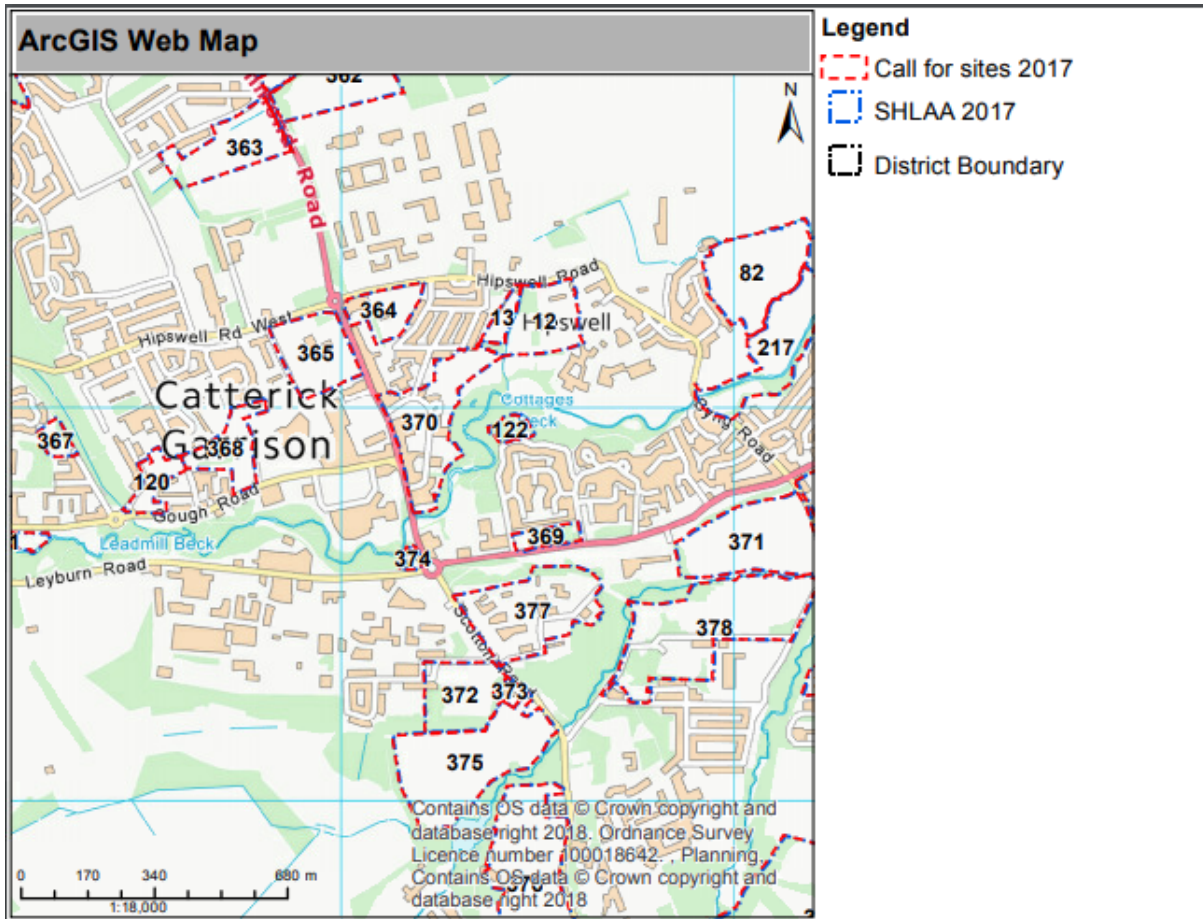 ArcGIS Web Map
Legend
Call for sites 2017
SHLAA 2017
District Boundary
N
362
363
Road
Hipswell Road
82
364
13
12
Hipswell
Hipswell Rd West
365
217
Catterick
Garrison
370
Cottages
Beck
122
Byng Road
367
368
120
Gough Road
Leadmill Beck
369
371
374
Leyburn Road
377
Scotton Road
378
372
373
375
Contains OS data © Crown copyright and
database right 2018. Ordnance Survey
Licence number 100018642. , Planning,
Contains OS data © Crown copyright and
database right 2018
0 170 340 680 m
1:18,000